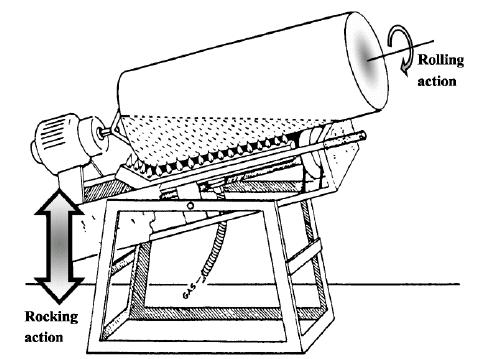 Rolling
action
GAS
Rocking
action